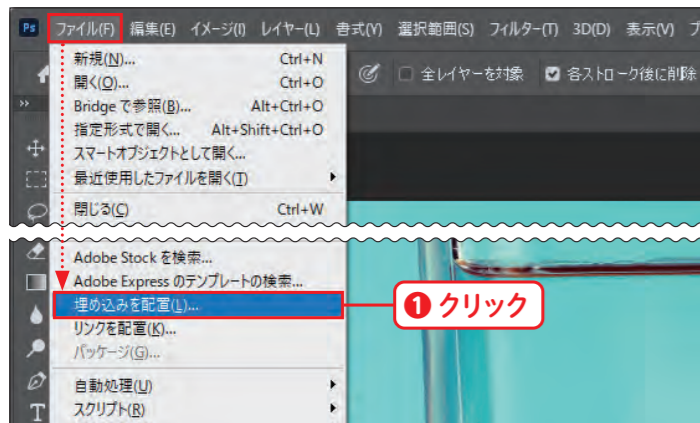 Ps ファイル(F) 編集(E) イメージ(I) レイヤー(L) 書式(Y) 選択範囲(S) フィルター(T) 3D(D) 表示(V) プ
全レイヤーを対象 各ストローク後に削除
新規(N)... Ctrl+N
開く(O)... Ctrl+O
Bridge で参照(B)... Alt+Ctrl+O
指定形式で開く... Alt+Shift+Ctrl+O
スマートオブジェクトとして開く...
最近使用したファイルを開く(T)
閉じる(C) Ctrl+W
Adobe Stock を検索...
Adobe Express のテンプレートの検索...
埋め込みを配置(L)...
❶ クリック
リンクを配置(K)...
パッケージ(G)...
自動処理(U)
スクリプト(R)